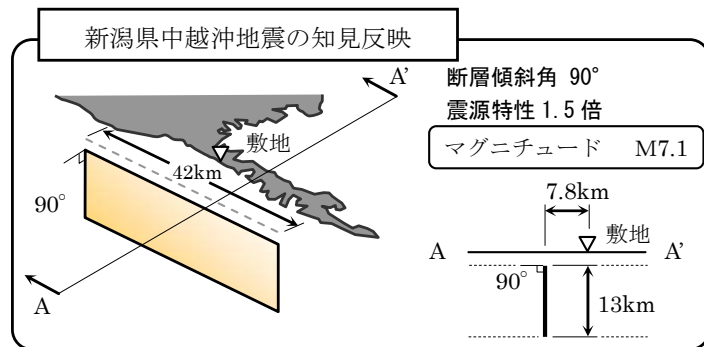 新潟県中越沖地震の知見反映
断層傾斜角 90°
震源特性 1.5 倍
マグニチュード M7.1
A’
敷地
42km
90°
A
7.8km
敷地
A
A’
90°
13km